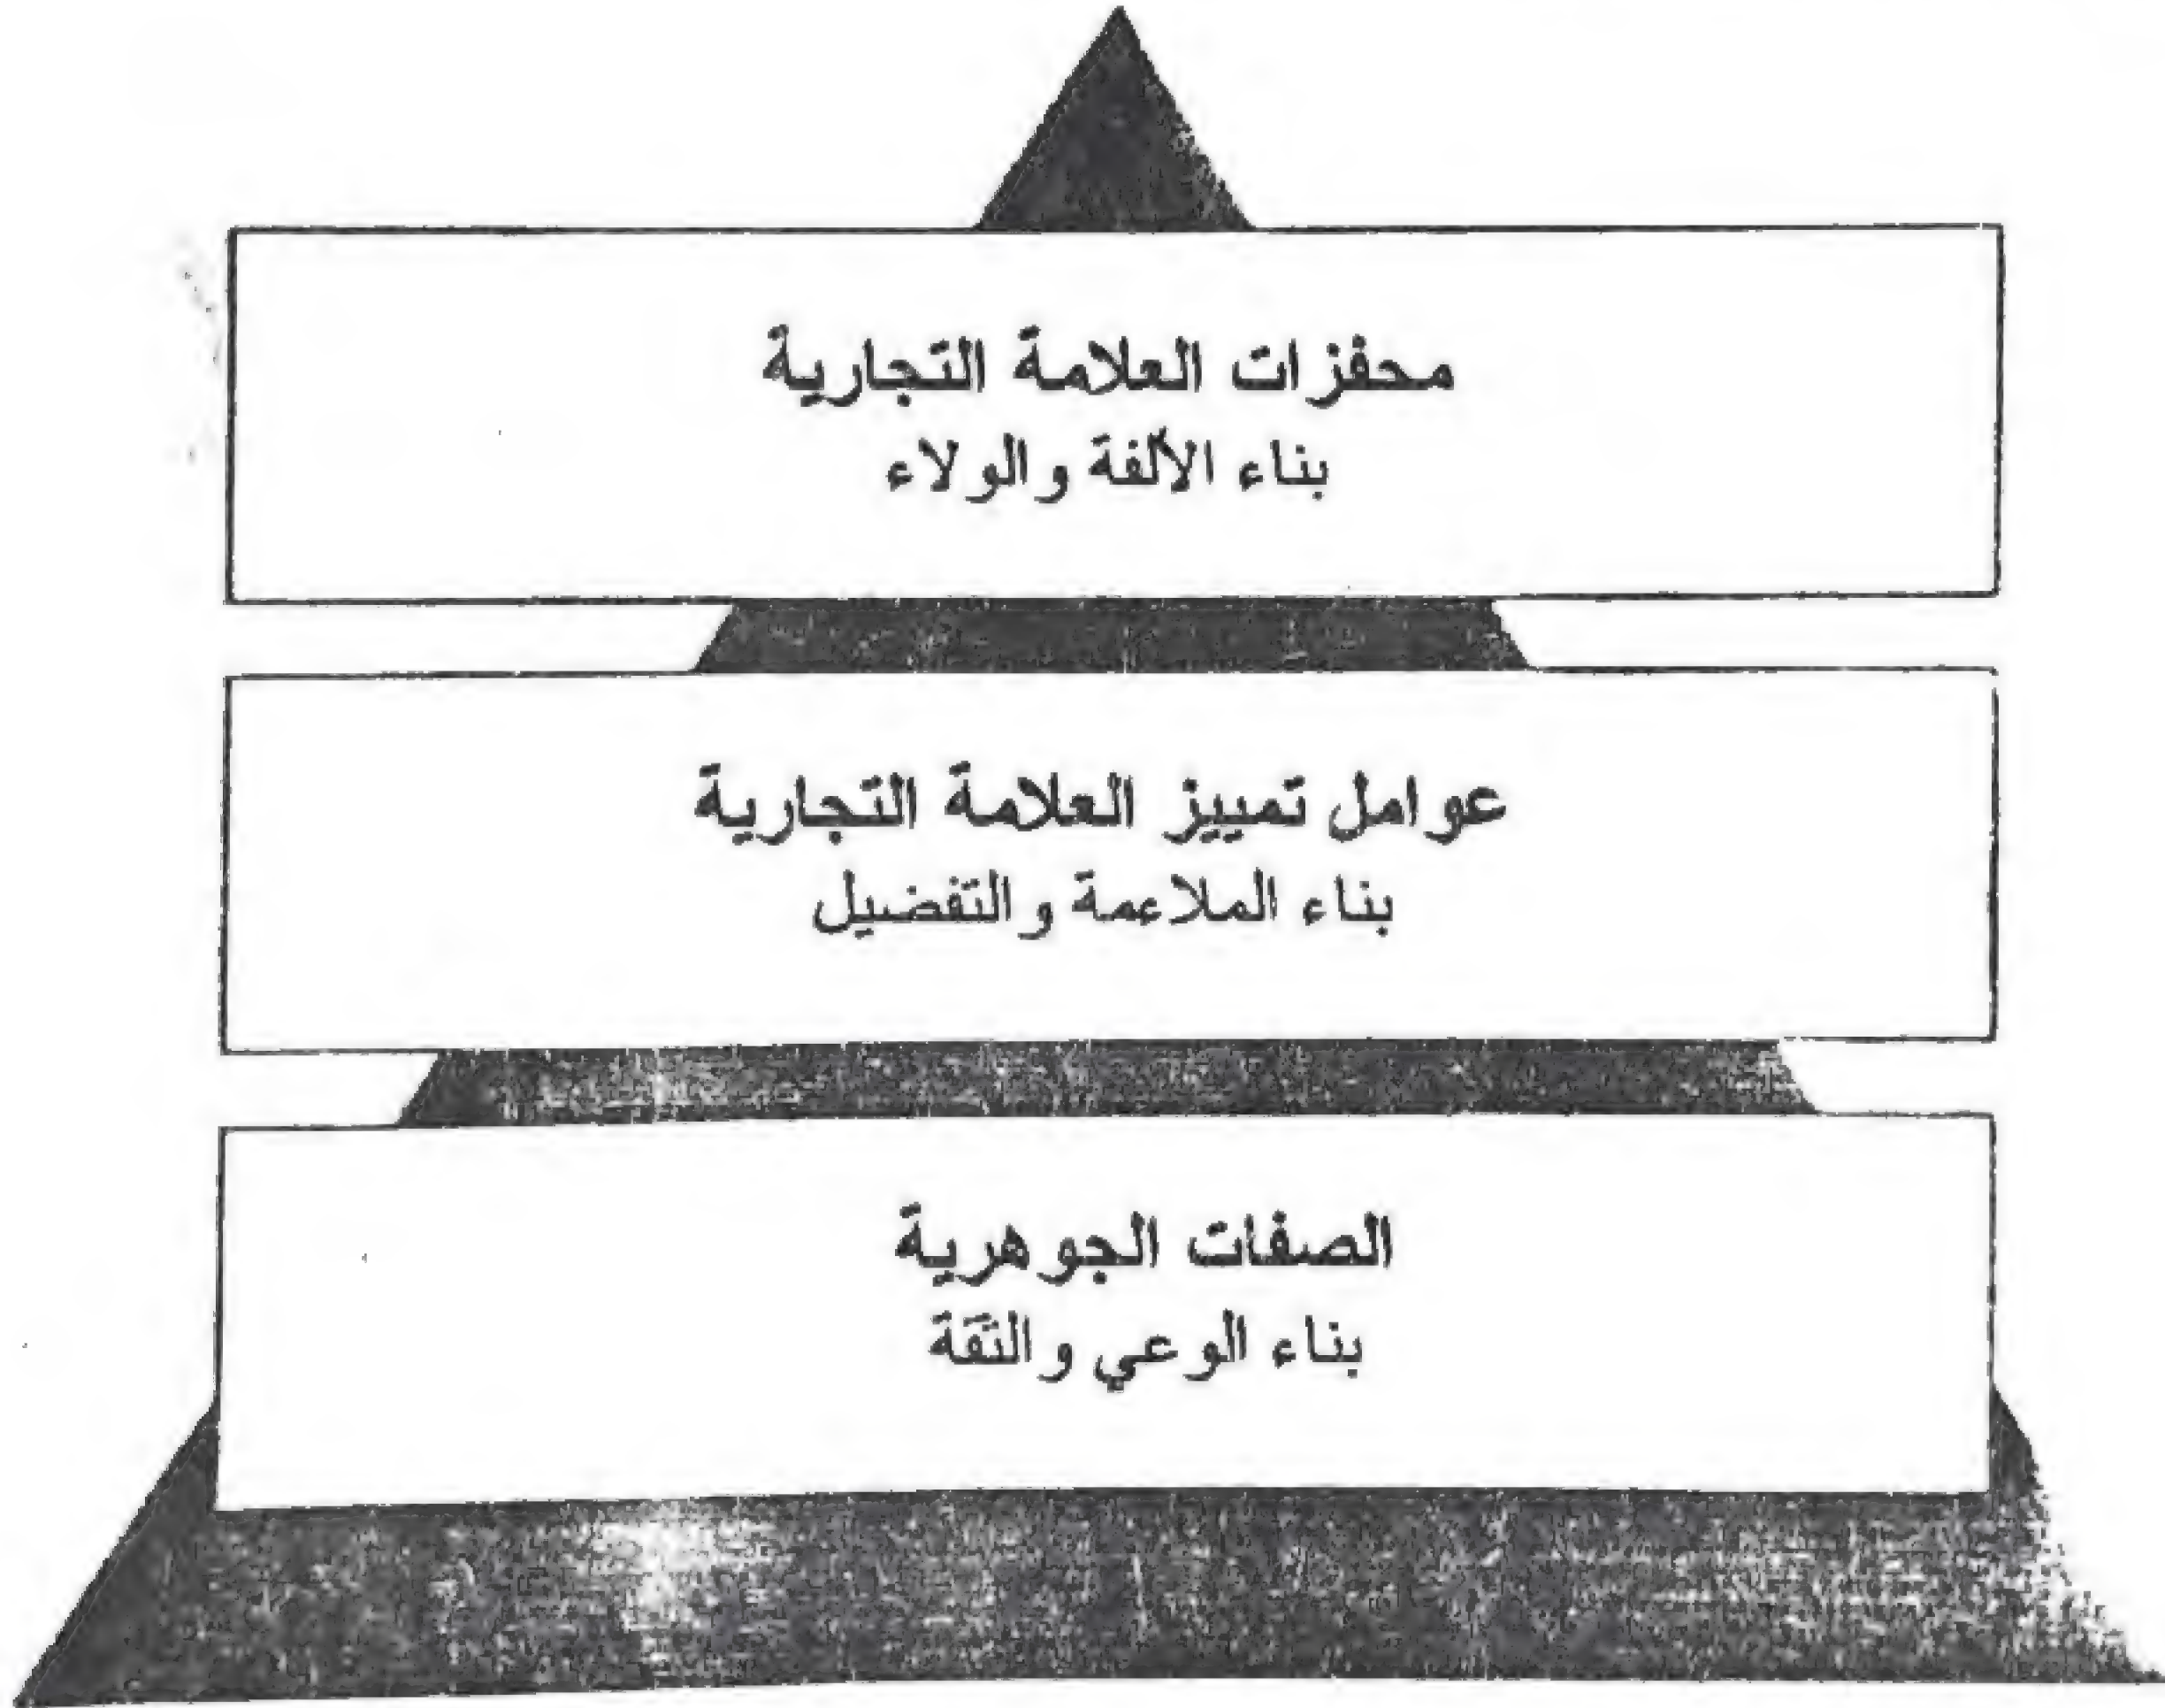 محفزات العلامة التجارية
بناء الألفة والولاء
عوامل تمييز العلامة التجارية
بناء الملاءمة والتفضيل
الصفات الجوهرية
بناء الوعي والثقة